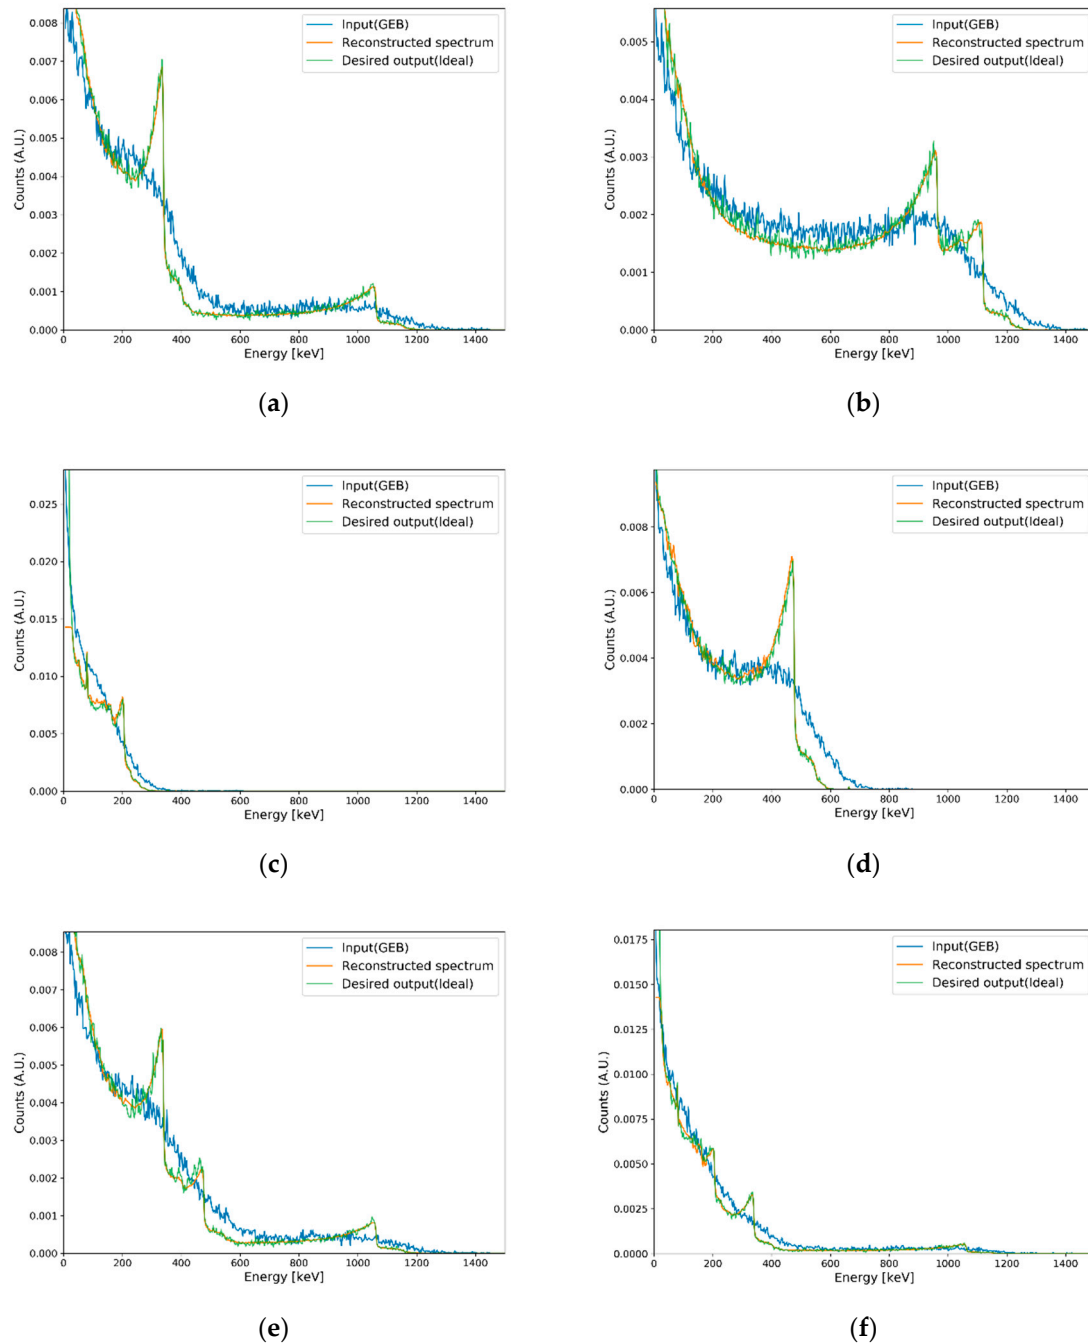 0.008
0.007
0.006
0.005
0.004
0.003
0.002
0.001
0.000
Counts (A.U.)
Input(GEB)
Reconstructed spectrum
Desired output(Ideal)
0 200 400 600 800 1000 1200 1400
Energy [keV]
(a)
0.005
0.004
0.003
0.002
0.001
0.000
Counts (A.U.)
Input(GEB)
Reconstructed spectrum
Desired output(Ideal)
0 200 400 600 800 1000 1200 1400
Energy [keV]
(b)
0.025
0.020
0.015
0.010
0.005
0.000
Counts (A.U.)
Input(GEB)
Reconstructed spectrum
Desired output(Ideal)
0 200 400 600 800 1000 1200 1400
Energy [keV]
(c)
0.008
0.006
0.004
0.002
0.000
Counts (A.U.)
Input(GEB)
Reconstructed spectrum
Desired output(Ideal)
0 200 400 600 800 1000 1200 1400
Energy [keV]
(d)
0.008
0.007
0.006
0.005
0.004
0.003
0.002
0.001
0.000
Counts (A.U.)
Input(GEB)
Reconstructed spectrum
Desired output(Ideal)
0 200 400 600 800 1000 1200 1400
Energy [keV]
(e)
0.0175
0.0150
0.0125
0.0100
0.0075
0.0050
0.0025
0.0000
Counts (A.U.)
Input(GEB)
Reconstructed spectrum
Desired output(Ideal)
0 200 400 600 800 1000 1200 1400
Energy [keV]
(f)